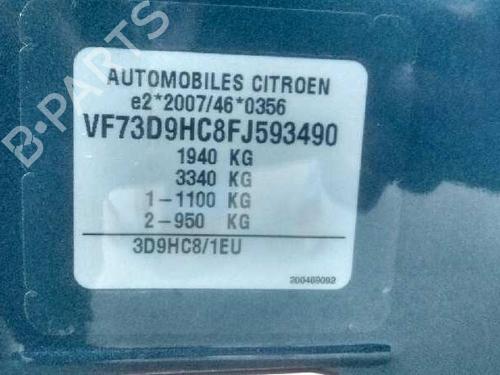 AUTOMOBILES CITROEN
e2*2007/46*0356
VF73D9HC8FJ593490
1940 KG
3340 KG
1-1100 KG
2-950 KG
3D9HC8/1EU
200469092
B-PARTS